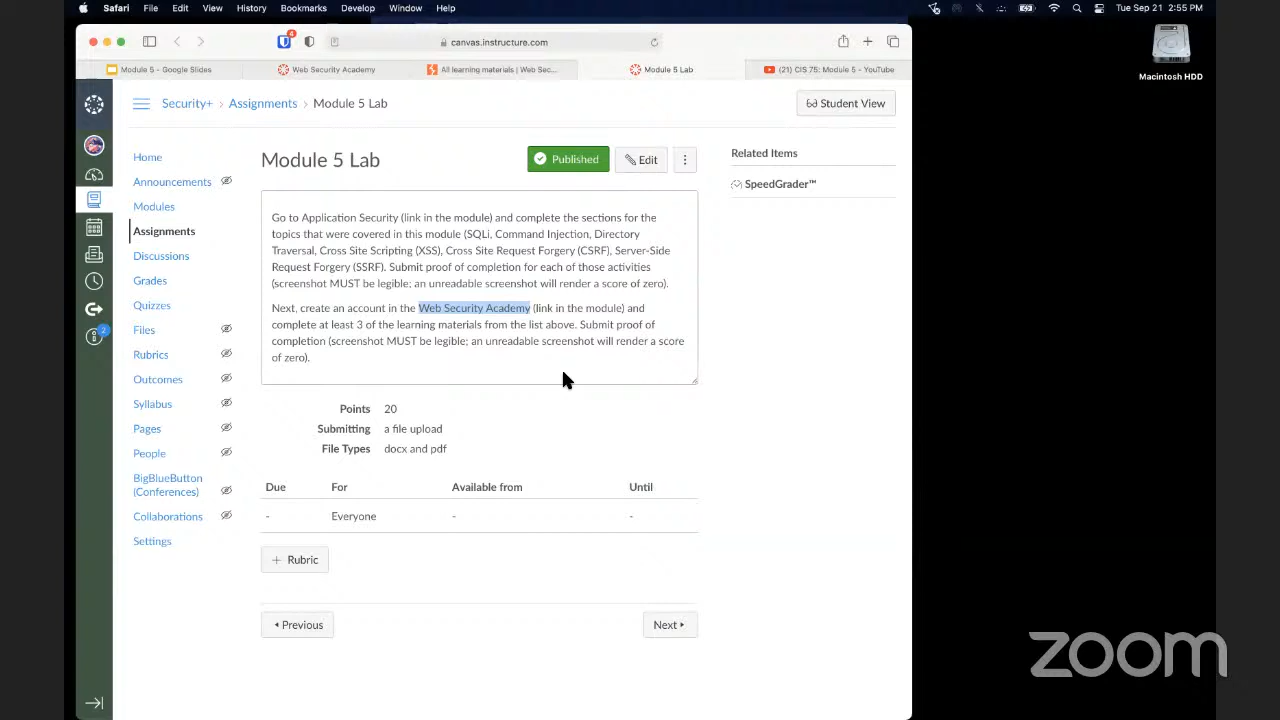 Safari File Edit View History Bookmarks Develop Window Help
Tue Sep 21 2:55 PM
Macintosh HDD
4
canvas.instructure.com
Module 5 - Google Slides
Web Security Academy
All learning materials | Web Sec...
Module 5 Lab
(21) CIS 75: Module 5 - YouTube
Security+ › Assignments › Module 5 Lab
Student View
2
Home
Announcements
Modules
Assignments
Discussions
Grades
Quizzes
Files
Rubrics
Outcomes
Syllabus
Pages
People
BigBlueButton
(Conferences)
Collaborations
Settings
Module 5 Lab
Published
Edit
Go to Application Security (link in the module) and complete the sections for the
topics that were covered in this module (SQLi, Command Injection, Directory
Traversal, Cross Site Scripting (XSS), Cross Site Request Forgery (CSRF), Server-Side
Request Forgery (SSRF). Submit proof of completion for each of those activities
(screenshot MUST be legible; an unreadable screenshot will render a score of zero).
Next, create an account in the Web Security Academy (link in the module) and
complete at least 3 of the learning materials from the list above. Submit proof of
completion (screenshot MUST be legible; an unreadable screenshot will render a score
of zero).
Points 20
Submitting a file upload
File Types docx and pdf
Due For Available from Until
- Everyone - -
+ Rubric
Previous
Next
Related Items
SpeedGrader™
zoom